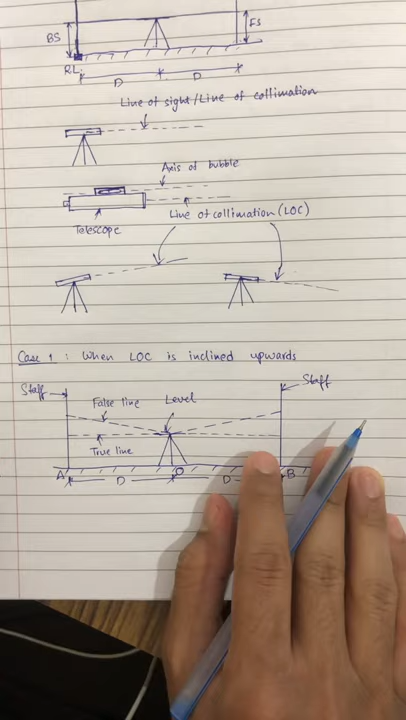 BS
FS
RL
D D
Line of sight/Line of collimation
Axis of bubble
Line of collimation (LOC)
Telescope
Case 1 : When LOC is inclined upwards
Staff
Staff
False line Level
True line
A D O D B